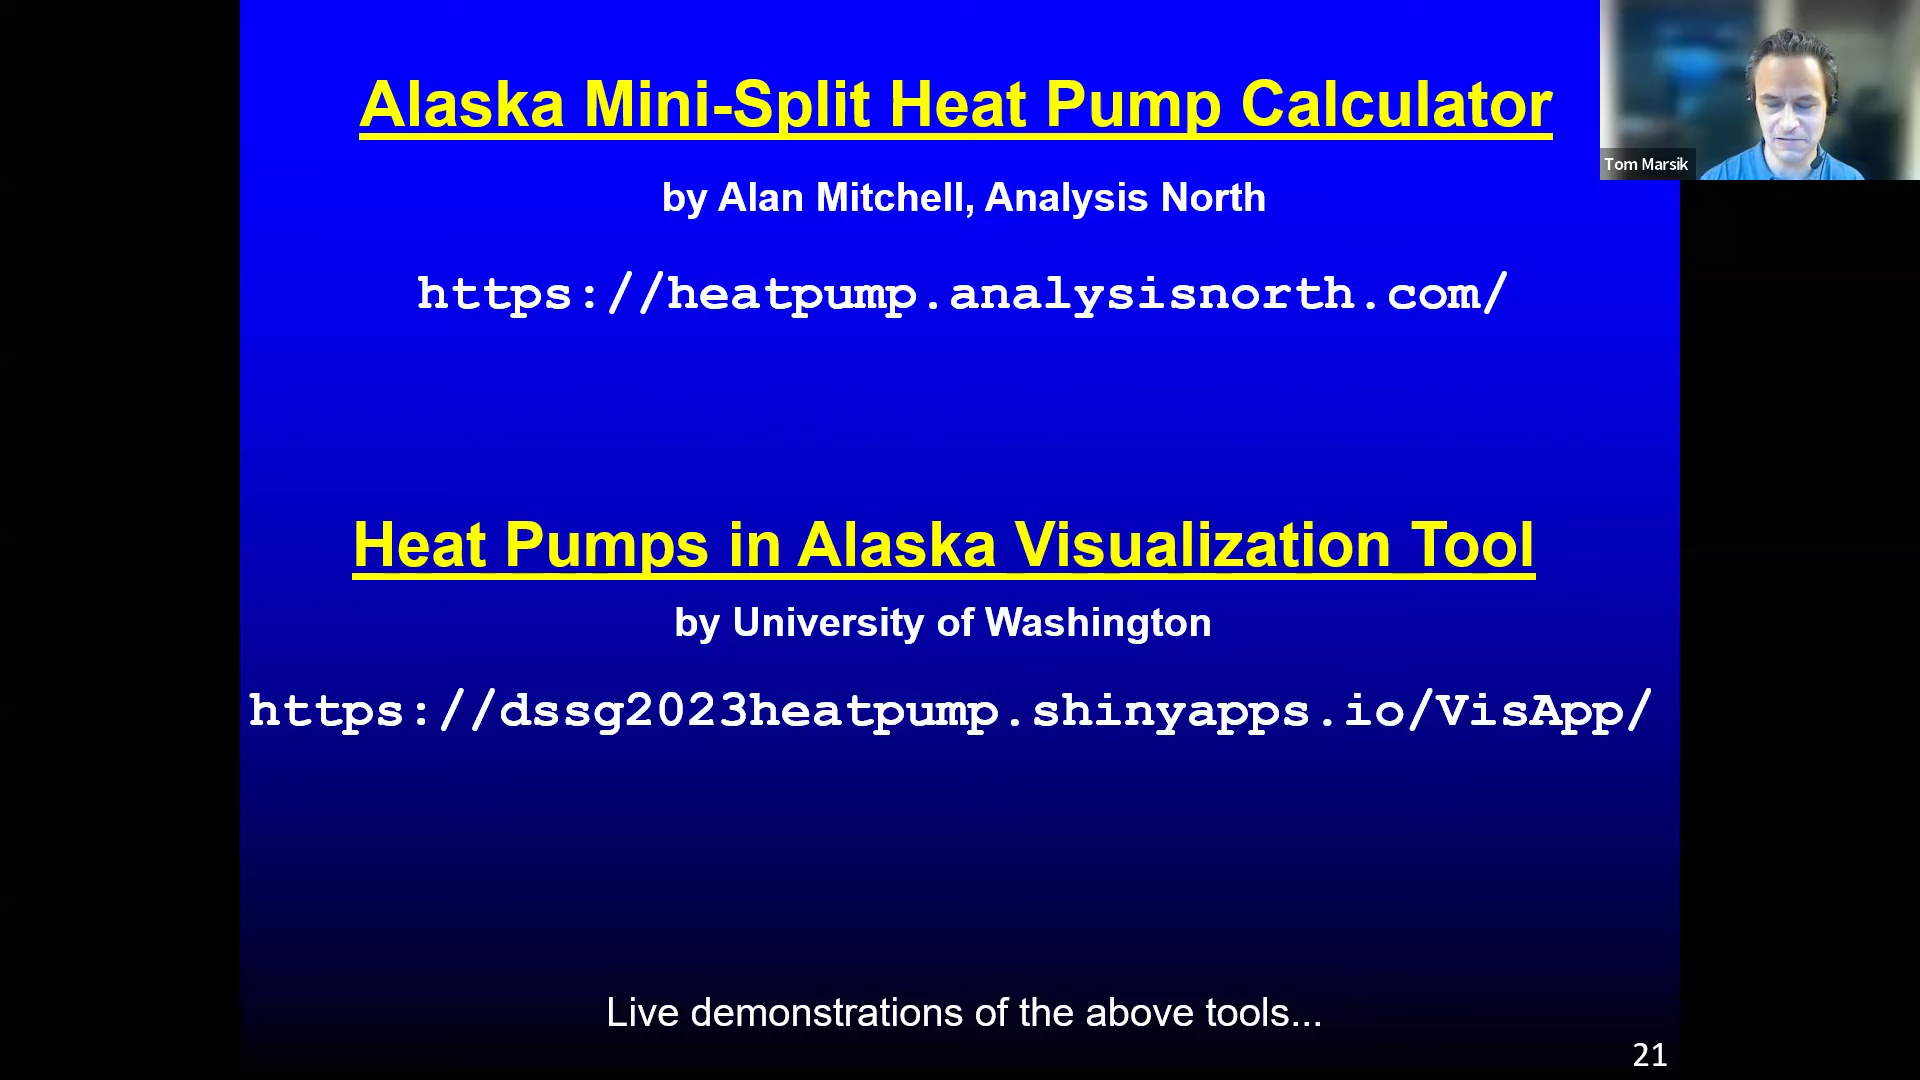 Alaska Mini-Split Heat Pump Calculator
by Alan Mitchell, Analysis North
https://heatpump.analysisnorth.com/
Heat Pumps in Alaska Visualization Tool
by University of Washington
https://dssg2023heatpump.shinyapps.io/VisApp/
Live demonstrations of the above tools...
21
Tom Marsik